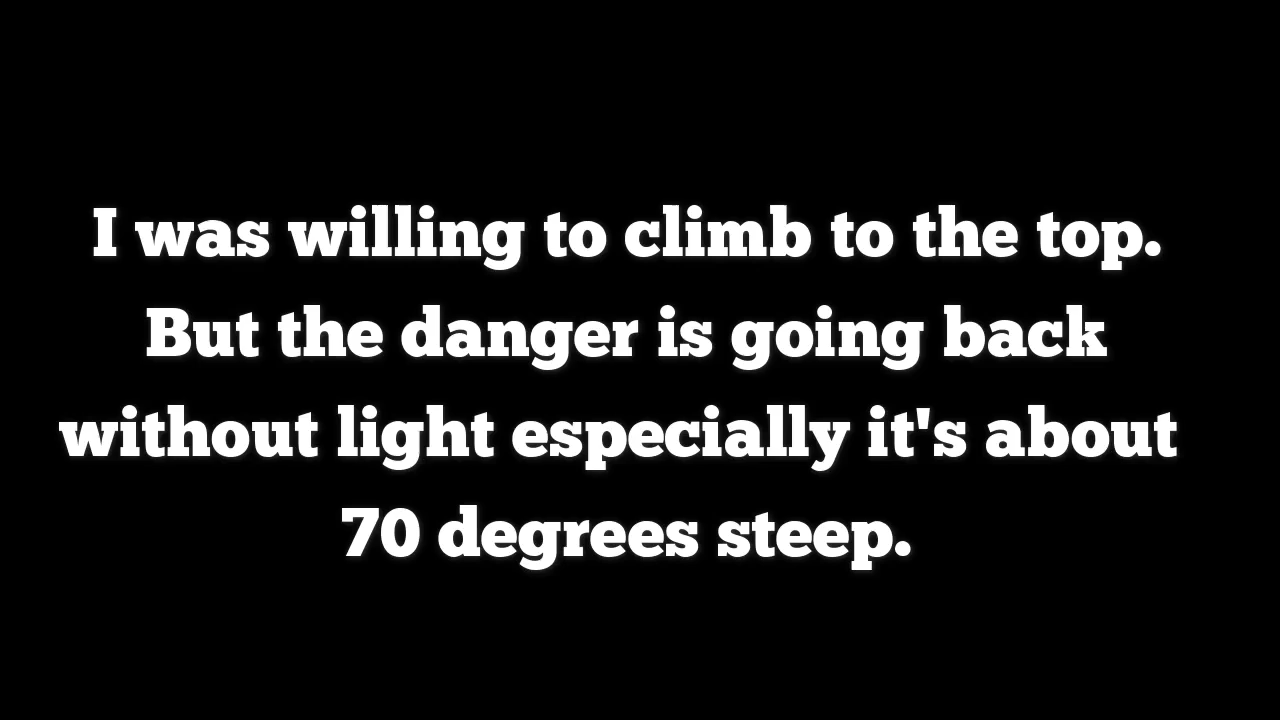 I was willing to climb to the top.
But the danger is going back
without light especially it's about
70 degrees steep.